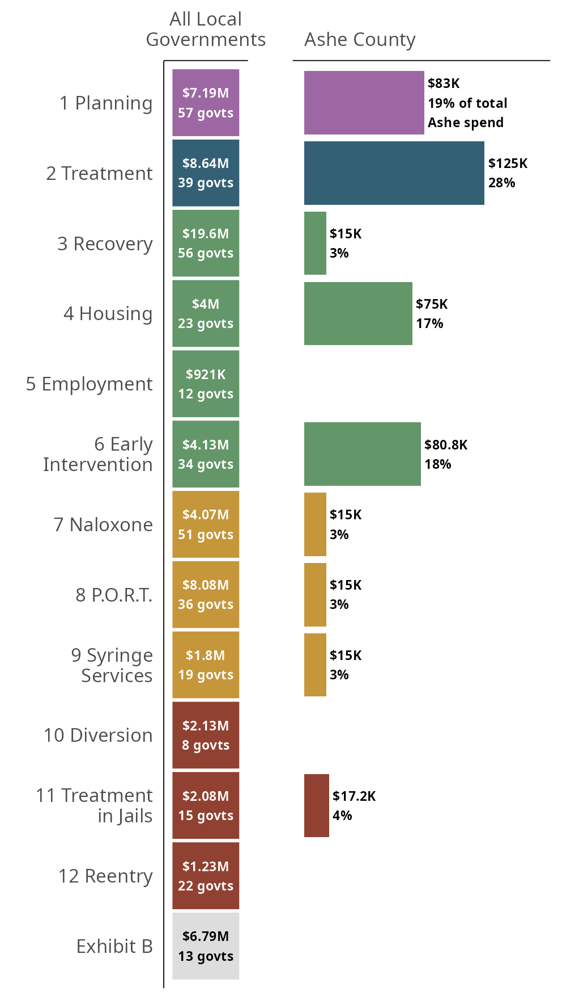 All Local
Governments
Ashe County
1 Planning
$7.19M
57 govts
$83K
19% of total
Ashe spend
2 Treatment
$8.64M
39 govts
$125K
28%
3 Recovery
$19.6M
56 govts
$15K
3%
4 Housing
$4M
23 govts
$75K
17%
5 Employment
$921K
12 govts
6 Early
Intervention
$4.13M
34 govts
$80.8K
18%
7 Naloxone
$4.07M
51 govts
$15K
3%
8 P.O.R.T.
$8.08M
36 govts
$15K
3%
9 Syringe
Services
$1.8M
19 govts
$15K
3%
10 Diversion
$2.13M
8 govts
11 Treatment
in Jails
$2.08M
15 govts
$17.2K
4%
12 Reentry
$1.23M
22 govts
Exhibit B
$6.79M
13 govts